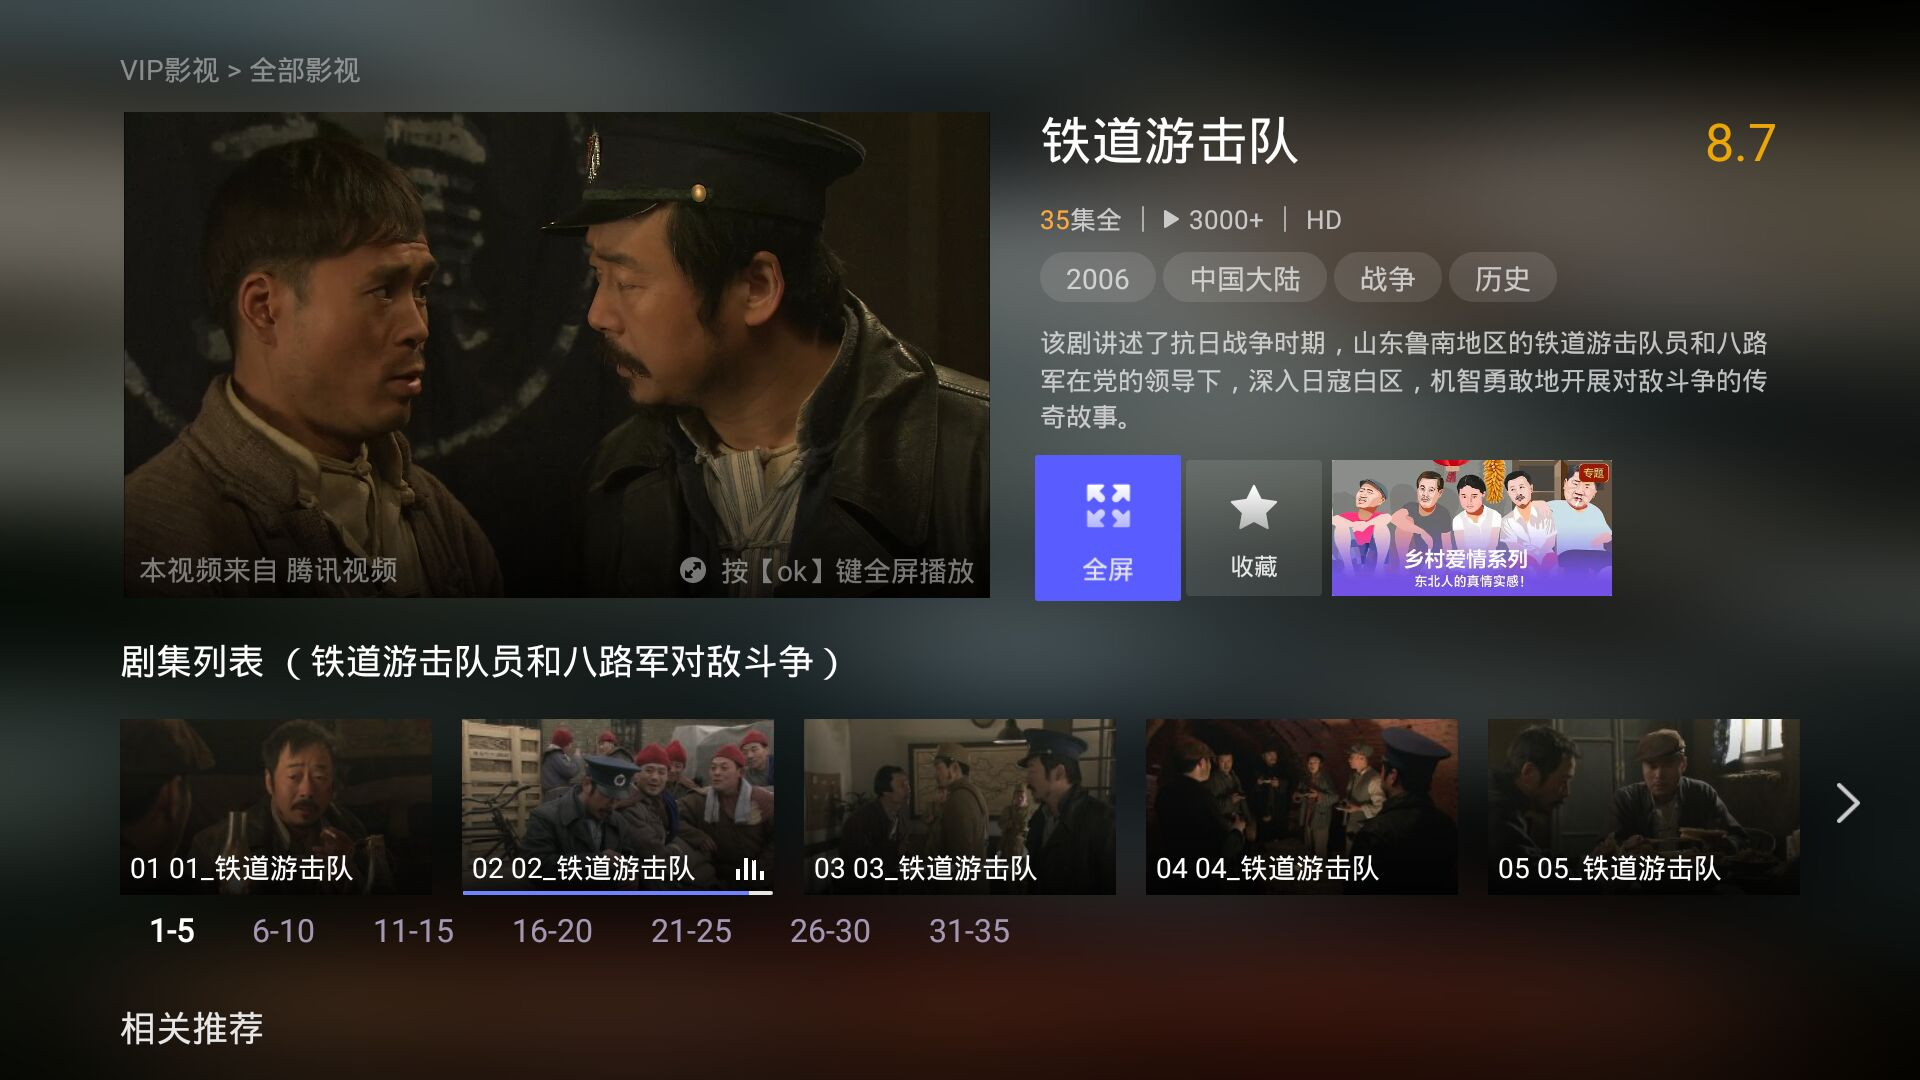 VIP影视 > 全部影视
铁道游击队
8.7
35集全 | ▶ 3000+ | HD
2006 中国大陆 战争 历史
该剧讲述了抗日战争时期，山东鲁南地区的铁道游击队员和八路
军在党的领导下，深入日寇白区，机智勇敢地开展对敌斗争的传
奇故事。
本视频来自 腾讯视频
按【ok】键全屏播放
全屏
收藏
专题
乡村爱情系列
东北人的真情实感!
剧集列表（铁道游击队员和八路军对敌斗争）
01 01_铁道游击队
02 02_铁道游击队
03 03_铁道游击队
04 04_铁道游击队
05 05_铁道游击队
1-5 6-10 11-15 16-20 21-25 26-30 31-35
相关推荐